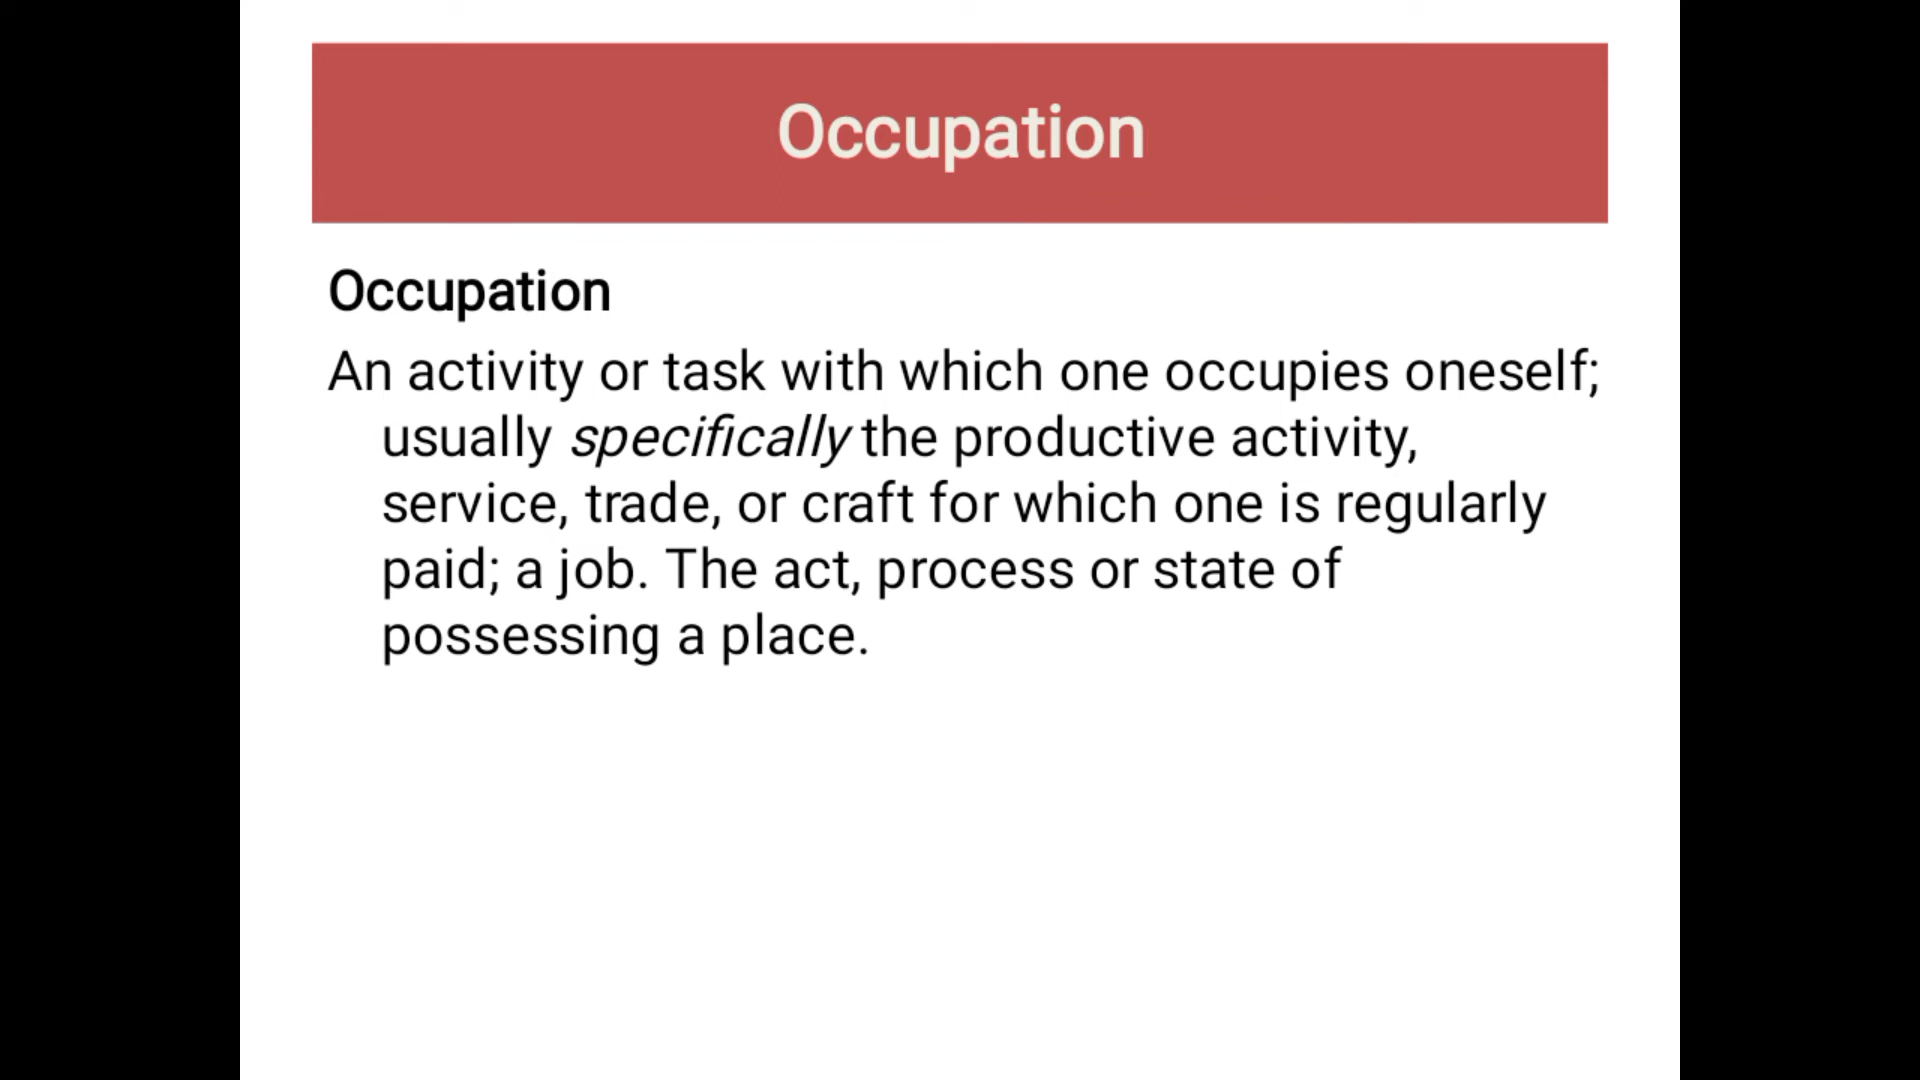 Occupation
Occupation
An activity or task with which one occupies oneself;
usually specifically the productive activity,
service, trade, or craft for which one is regularly
paid; a job. The act, process or state of
possessing a place.